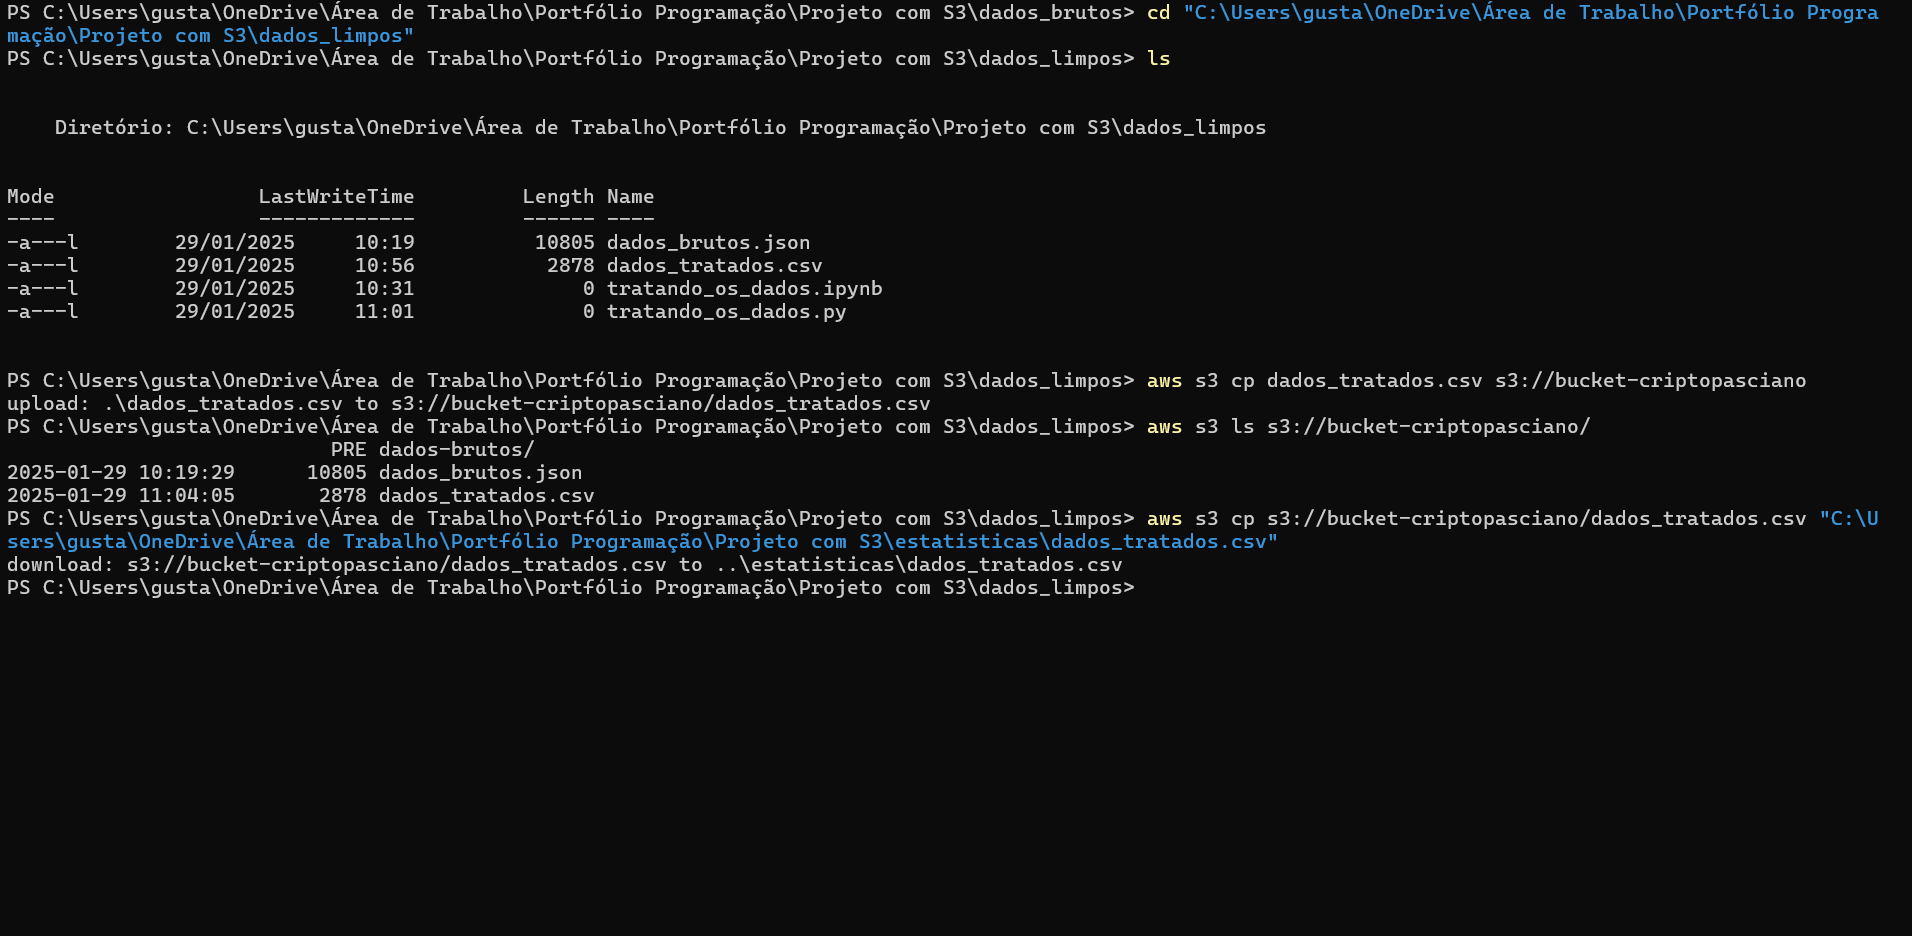 PS C:\Users\gusta\OneDrive\Área de Trabalho\Portfólio Programação\Projeto com S3\dados_brutos> cd "C:\Users\gusta\OneDrive\Área de Trabalho\Portfólio Progra
mação\Projeto com S3\dados_limpos"
PS C:\Users\gusta\OneDrive\Área de Trabalho\Portfólio Programação\Projeto com S3\dados_limpos> ls
Diretório: C:\Users\gusta\OneDrive\Área de Trabalho\Portfólio Programação\Projeto com S3\dados_limpos
Mode                 LastWriteTime         Length Name
----                 -------------         ------ ----
-a---l        29/01/2025     10:19          10805 dados_brutos.json
-a---l        29/01/2025     10:56           2878 dados_tratados.csv
-a---l        29/01/2025     10:31              0 tratando_os_dados.ipynb
-a---l        29/01/2025     11:01              0 tratando_os_dados.py
PS C:\Users\gusta\OneDrive\Área de Trabalho\Portfólio Programação\Projeto com S3\dados_limpos> aws s3 cp dados_tratados.csv s3://bucket-criptopasciano
upload: .\dados_tratados.csv to s3://bucket-criptopasciano/dados_tratados.csv
PS C:\Users\gusta\OneDrive\Área de Trabalho\Portfólio Programação\Projeto com S3\dados_limpos> aws s3 ls s3://bucket-criptopasciano/
                           PRE dados-brutos/
2025-01-29 10:19:29      10805 dados_brutos.json
2025-01-29 11:04:05       2878 dados_tratados.csv
PS C:\Users\gusta\OneDrive\Área de Trabalho\Portfólio Programação\Projeto com S3\dados_limpos> aws s3 cp s3://bucket-criptopasciano/dados_tratados.csv "C:\U
sers\gusta\OneDrive\Área de Trabalho\Portfólio Programação\Projeto com S3\estatisticas\dados_tratados.csv"
download: s3://bucket-criptopasciano/dados_tratados.csv to ..\estatisticas\dados_tratados.csv
PS C:\Users\gusta\OneDrive\Área de Trabalho\Portfólio Programação\Projeto com S3\dados_limpos>